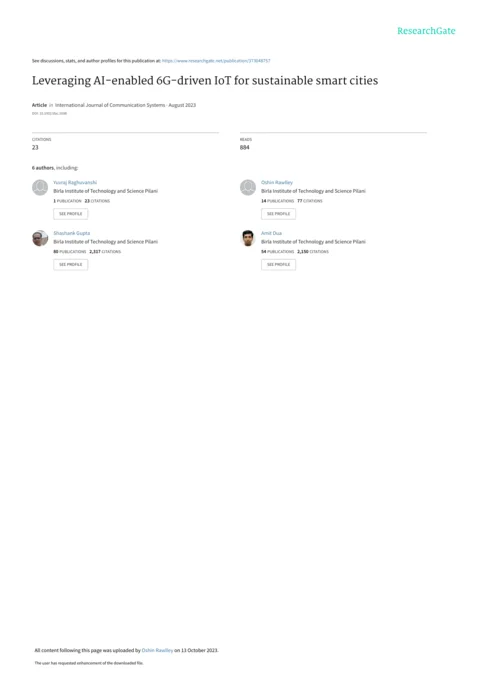 ResearchGate
See discussions, stats, and author profiles for this publication at: https://www.researchgate.net/publication/373648757
Leveraging AI-enabled 6G-driven IoT for sustainable smart cities
Article in International Journal of Communication Systems · August 2023
DOI:
CITATIONS
23
READS
884
6 authors, including:
Yuvraj Raghuvanshi
Birla Institute of Technology and Science Pilani
1 PUBLICATION 23 CITATIONS
SEE PROFILE
Oshin Rawlley
Birla Institute of Technology and Science Pilani
14 PUBLICATIONS 77 CITATIONS
SEE PROFILE
Shashank Gupta
Birla Institute of Technology and Science Pilani
80 PUBLICATIONS 2,317 CITATIONS
SEE PROFILE
Amit Dua
Birla Institute of Technology and Science Pilani
54 PUBLICATIONS 2,150 CITATIONS
SEE PROFILE
All content following this page was uploaded by Oshin Rawlley on 13 October 2023.
The user has requested enhancement of the downloaded file.